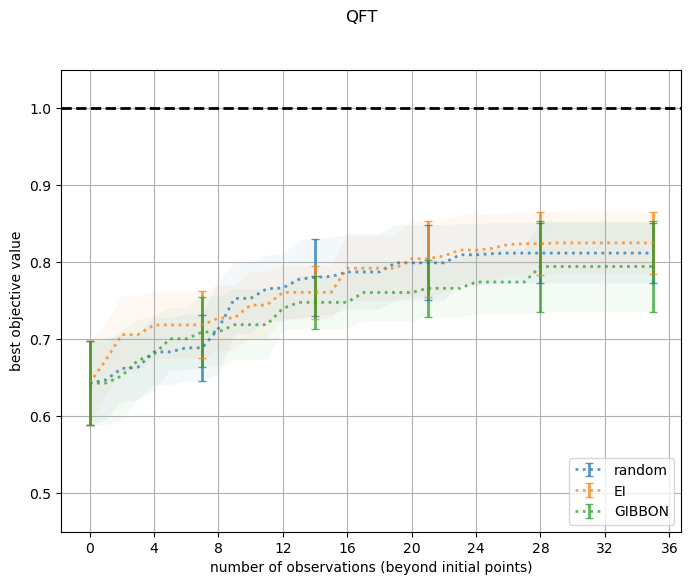 QFT
best objective value
1.0
0.9
0.8
0.7
0.6
0.5
0 4 8 12 16 20 24 28 32 36
number of observations (beyond initial points)
random
EI
GIBBON